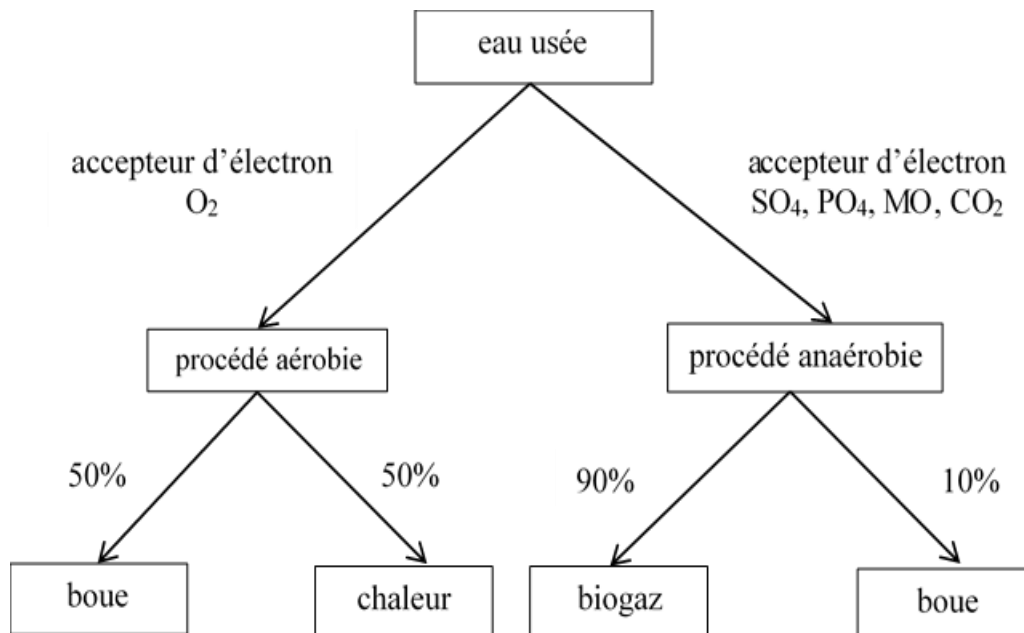 eau usée
accepteur d'électron
O₂
accepteur d'électron
SO₄, PO₄, MO, CO₂
procédé aérobie
procédé anaérobie
50%
50%
90%
10%
boue
chaleur
biogaz
boue